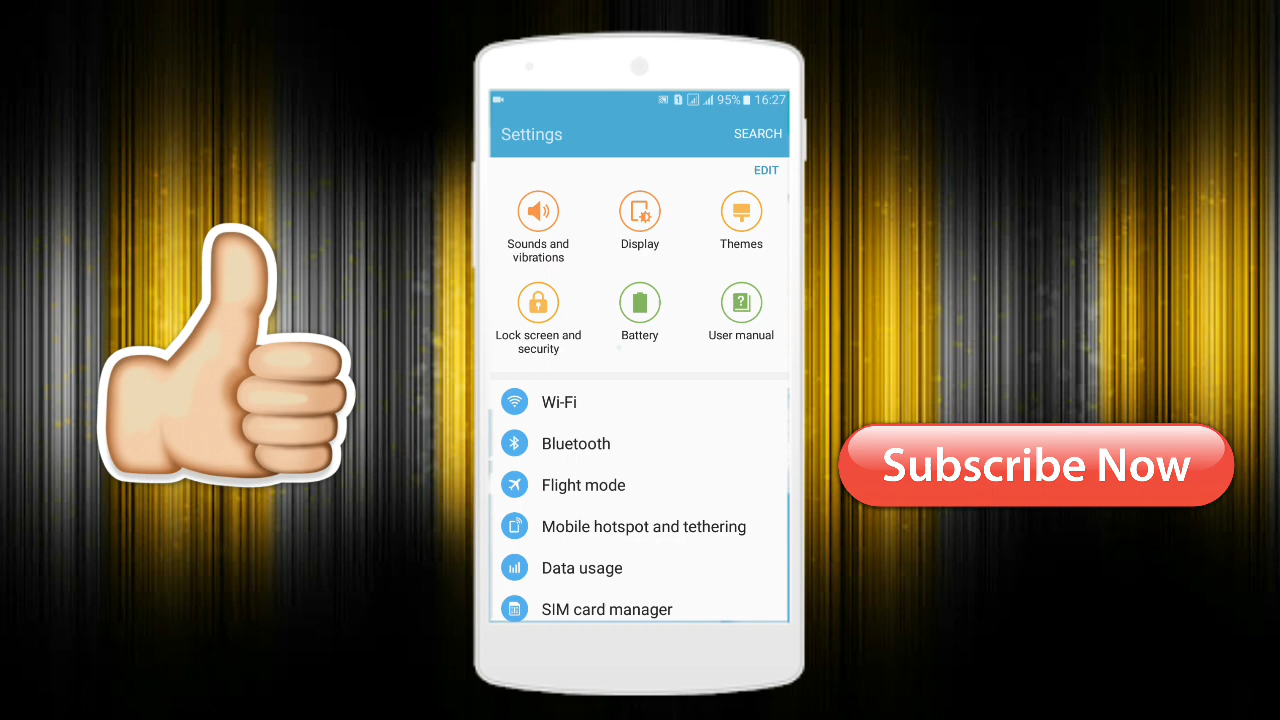 95% 16:27
Settings
SEARCH
EDIT
Sounds and
vibrations
Display
Themes
Lock screen and
security
Battery
User manual
Wi-Fi
Bluetooth
Flight mode
Mobile hotspot and tethering
Data usage
SIM card manager
Subscribe Now